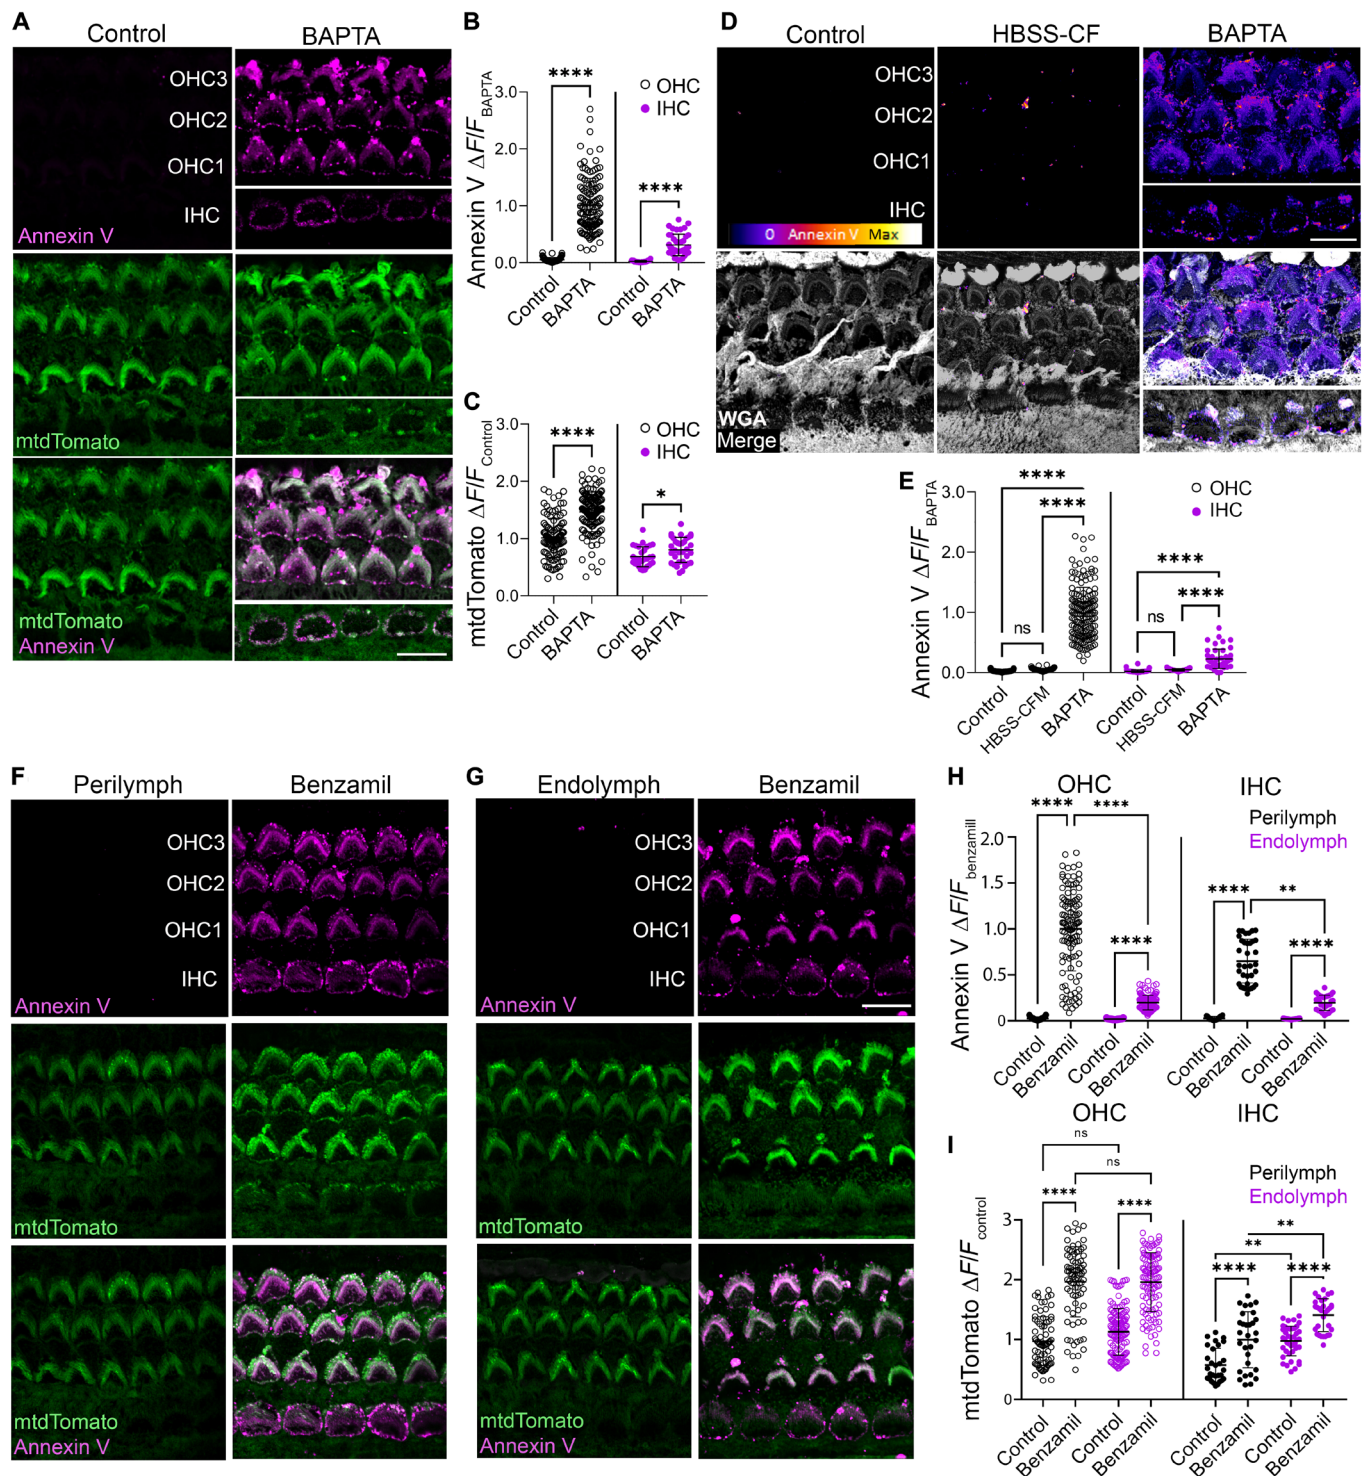 A
Control
BAPTA
OHC3
OHC2
OHC1
IHC
Annexin V
mtdTomato
mtdTomato
Annexin V
B
Annexin V ΔF/F BAPTA
3.0
2.0
1.0
0.0
****
****
OHC
IHC
Control
BAPTA
Control
BAPTA
C
mtdTomato ΔF/F Control
3.0
2.0
1.0
0.0
****
*
OHC
IHC
Control
BAPTA
Control
BAPTA
D
Control
HBSS-CF
BAPTA
OHC3
OHC2
OHC1
IHC
0 Annexin V Max
WGA
Merge
E
Annexin V ΔF/F BAPTA
3.0
2.0
1.0
0.0
****
****
ns
****
****
ns
OHC
IHC
Control
HBSS-CFM
BAPTA
Control
HBSS-CFM
BAPTA
F
Perilymph
Benzamil
OHC3
OHC2
OHC1
IHC
Annexin V
mtdTomato
mtdTomato
Annexin V
G
Endolymph
Benzamil
OHC3
OHC2
OHC1
IHC
Annexin V
mtdTomato
mtdTomato
Annexin V
H
OHC
IHC
Perilymph
Endolymph
Annexin V ΔF/F benzamill
2.0
1.5
1.0
0.5
0
****
****
****
****
**
****
Control
Benzamil
Control
Benzamil
Control
Benzamil
Control
Benzamil
I
OHC
IHC
Perilymph
Endolymph
mtdTomato ΔF/F control
3
2
1
0
ns
ns
****
****
**
**
****
****
Control
Benzamil
Control
Benzamil
Control
Benzamil
Control
Benzamil